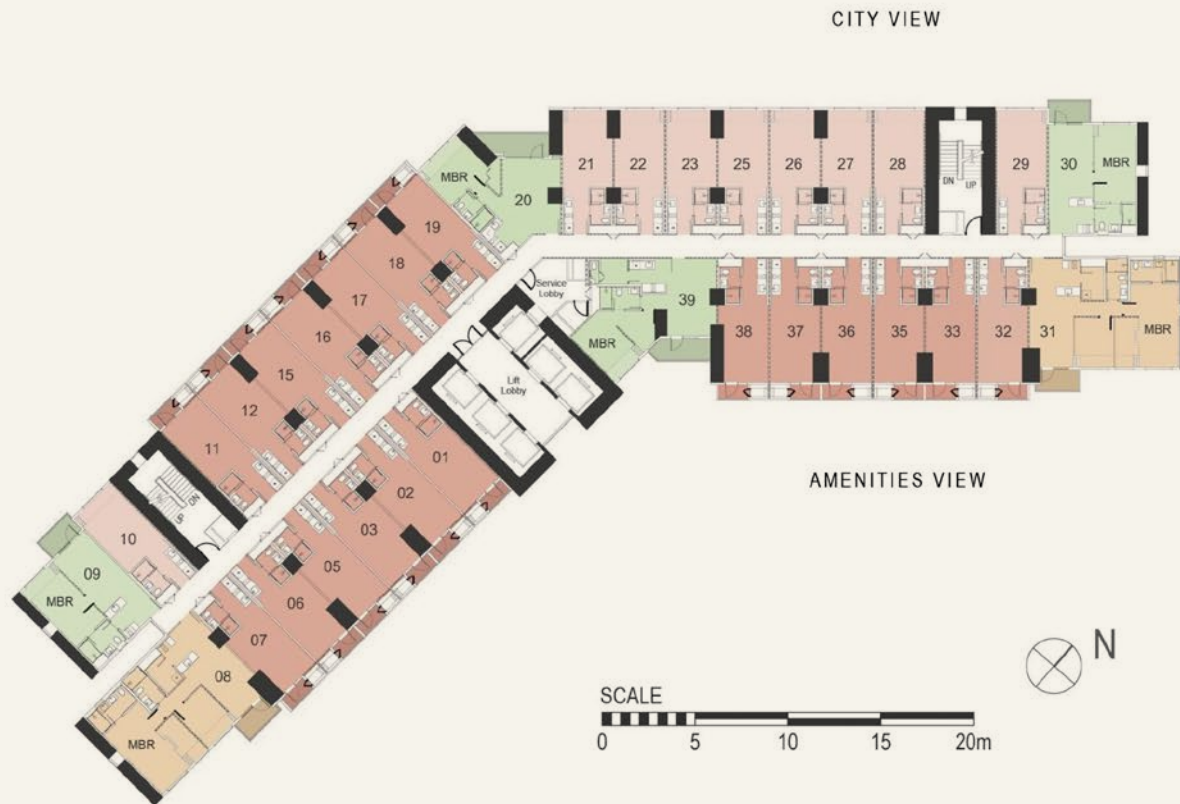 CITY VIEW
21
22
23
25
26
27
28
DN
UP
29
30
MBR
MBR
20
19
18
17
16
15
12
11
Service
Lobby
39
MBR
38
37
36
35
33
32
31
MBR
Lift
Lobby
01
02
03
05
06
07
08
MBR
DN
UP
10
09
MBR
AMENITIES VIEW
N
SCALE
0 5 10 15 20m